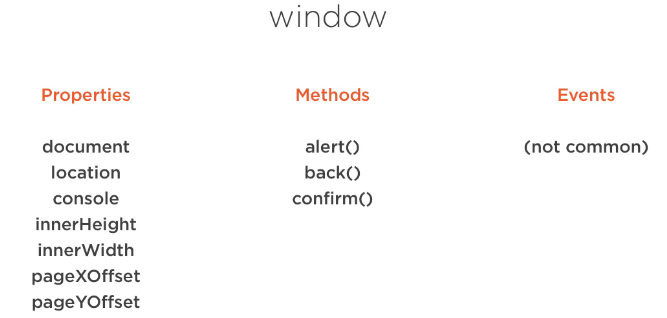 window
Properties
document
location
console
innerHeight
innerWidth
pageXOffset
pageYOffset
Methods
alert()
back()
confirm()
Events
(not common)